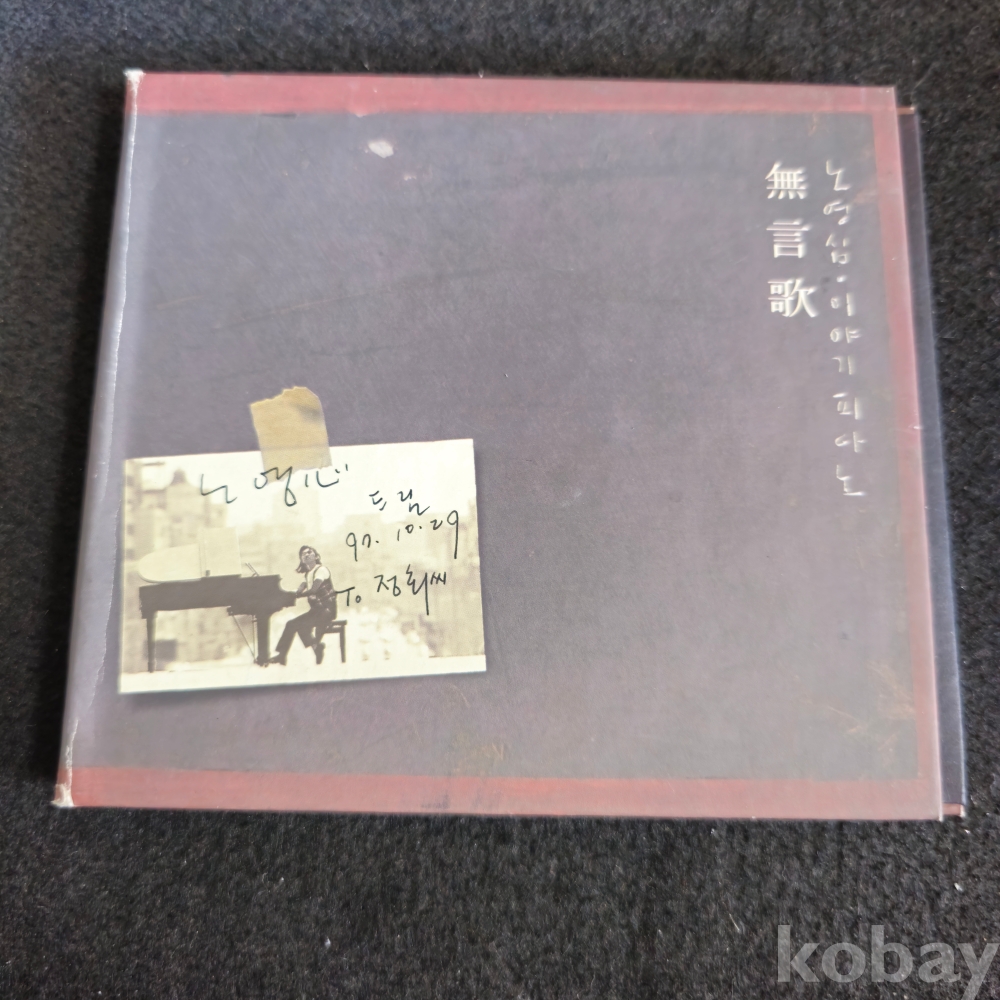 無言歌
노영심·이야기피아노
노영心
드림
97. 10. 29
To 정희씨
kobay